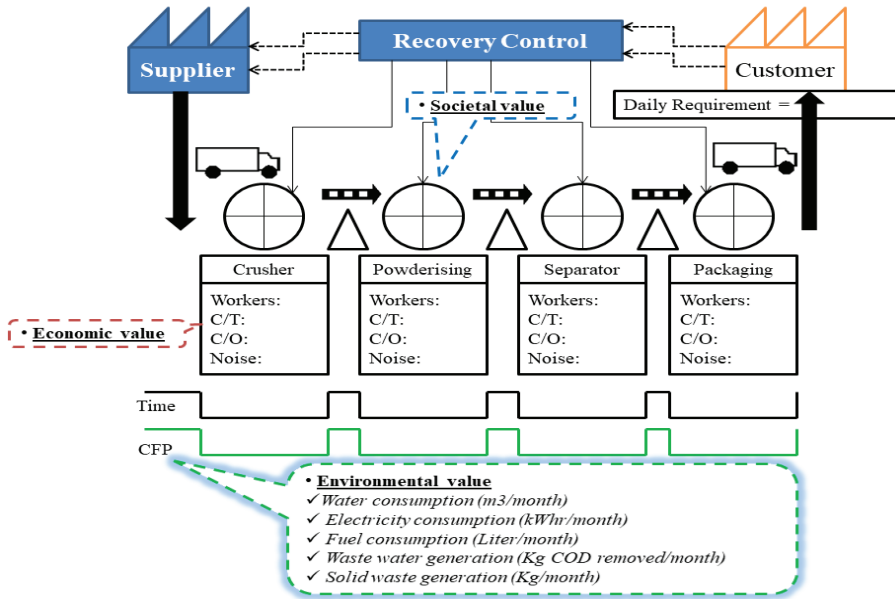 Recovery Control
Supplier
Customer
Daily Requirement =
• Societal value
Crusher
Workers:
C/T:
C/O:
Noise:
Powderising
Workers:
C/T:
C/O:
Noise:
Separator
Workers:
C/T:
C/O:
Noise:
Packaging
Workers:
C/T:
C/O:
Noise:
• Economic value
Time
CFP
• Environmental value
✓ Water consumption (m3/month)
✓ Electricity consumption (kWhr/month)
✓ Fuel consumption (Liter/month)
✓ Waste water generation (Kg COD removed/month)
✓ Solid waste generation (Kg/month)